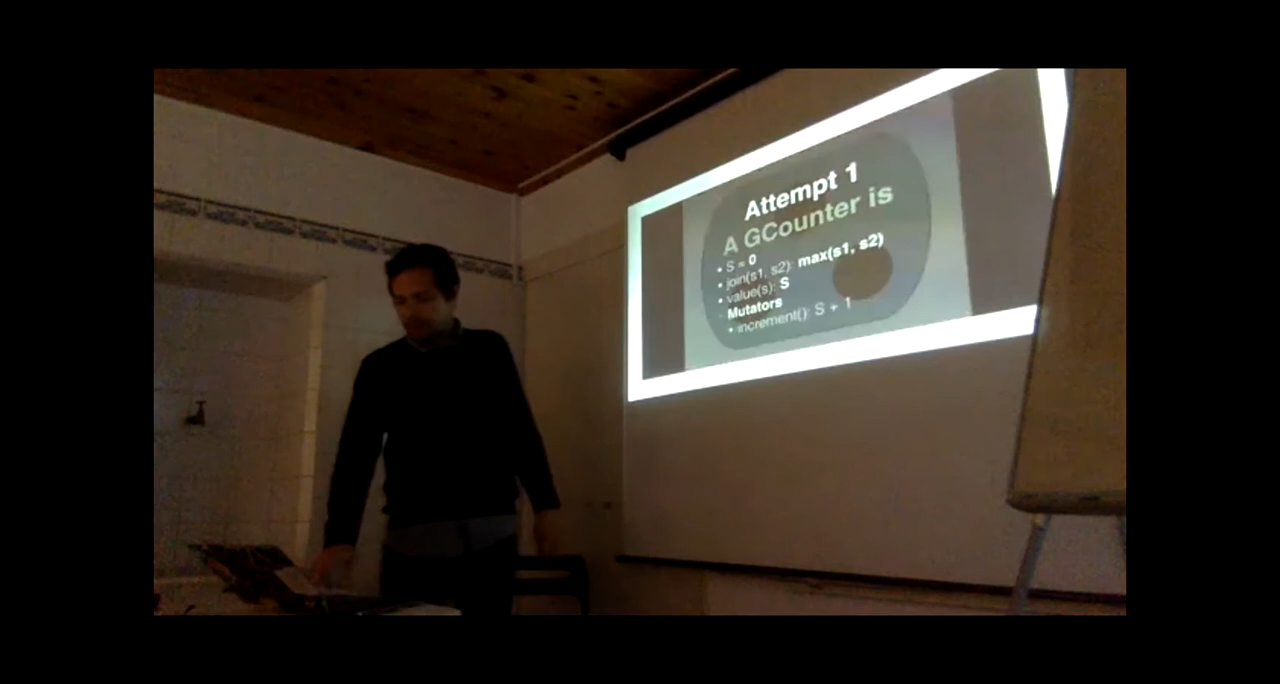 Attempt 1
A GCounter is
• S = 0
• join(s1, s2): max(s1, s2)
• value(s): S
Mutators
• increment(): S + 1